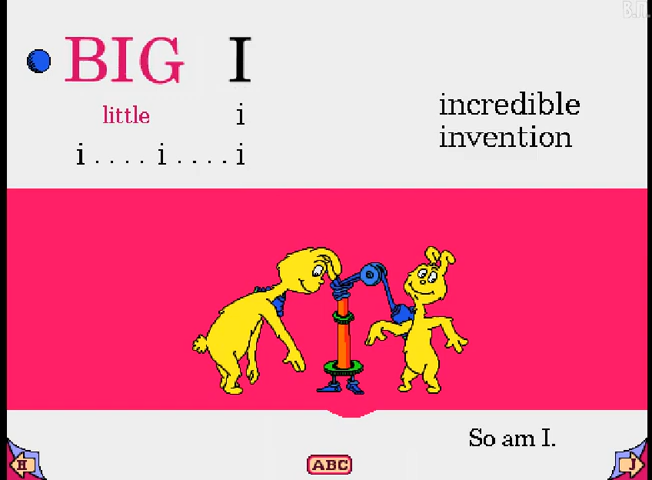 B.П.
BIG I
little i
i....i....i
incredible
invention
So am I.
H
ABC
J